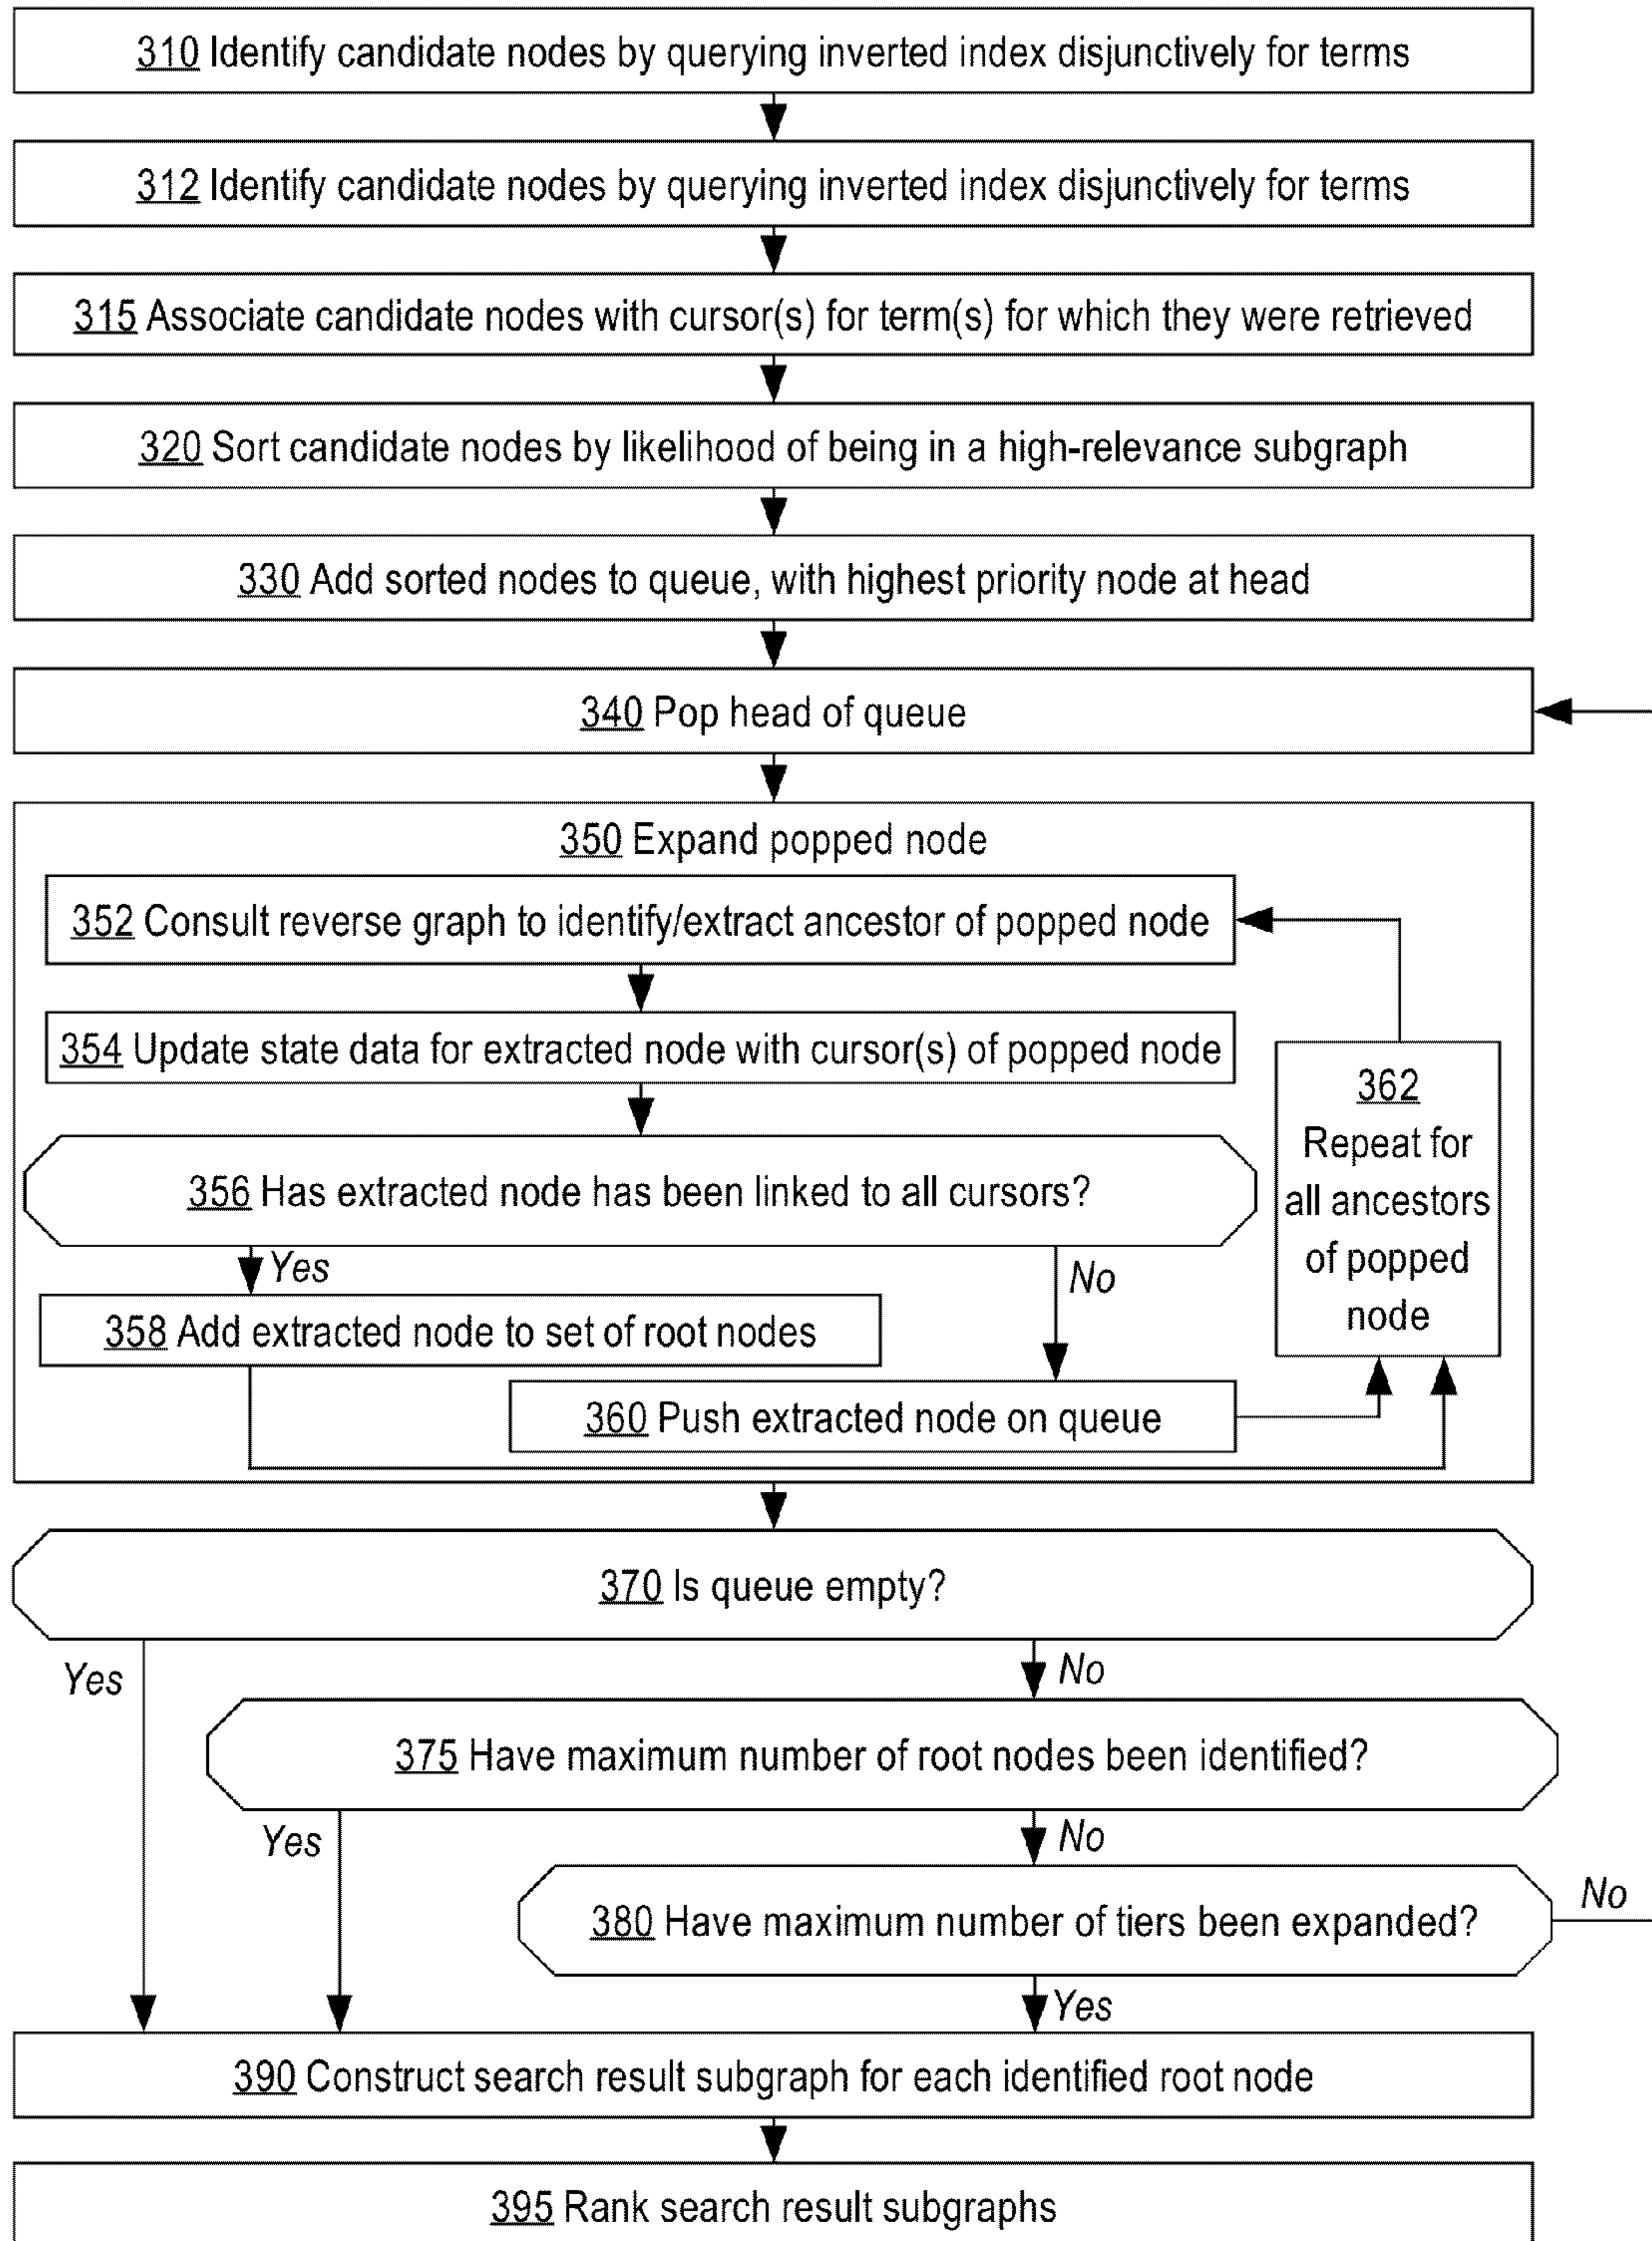 310 Identify candidate nodes by querying inverted index disjunctively for terms
312 Identify candidate nodes by querying inverted index disjunctively for terms
315 Associate candidate nodes with cursor(s) for term(s) for which they were retrieved
320 Sort candidate nodes by likelihood of being in a high-relevance subgraph
330 Add sorted nodes to queue, with highest priority node at head
340 Pop head of queue
350 Expand popped node
352 Consult reverse graph to identify/extract ancestor of popped node
354 Update state data for extracted node with cursor(s) of popped node
356 Has extracted node has been linked to all cursors?
Yes
No
358 Add extracted node to set of root nodes
360 Push extracted node on queue
362
Repeat for
all ancestors
of popped
node
370 Is queue empty?
Yes
No
375 Have maximum number of root nodes been identified?
Yes
No
380 Have maximum number of tiers been expanded?
No
Yes
390 Construct search result subgraph for each identified root node
395 Rank search result subgraphs